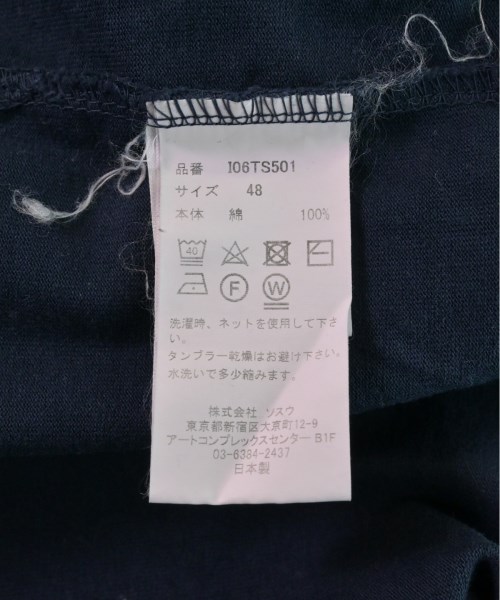 品番 I06TS501
サイズ 48
本体 綿 100%
40
F W
洗濯時、ネットを使用して下さ
い。
タンブラー乾燥はお避け下さい。
水洗いで多少縮みます。
株式会社 ソスウ
東京都新宿区大京町12-9
アートコンプレックスセンター B1F
03-6384-2437
日本製